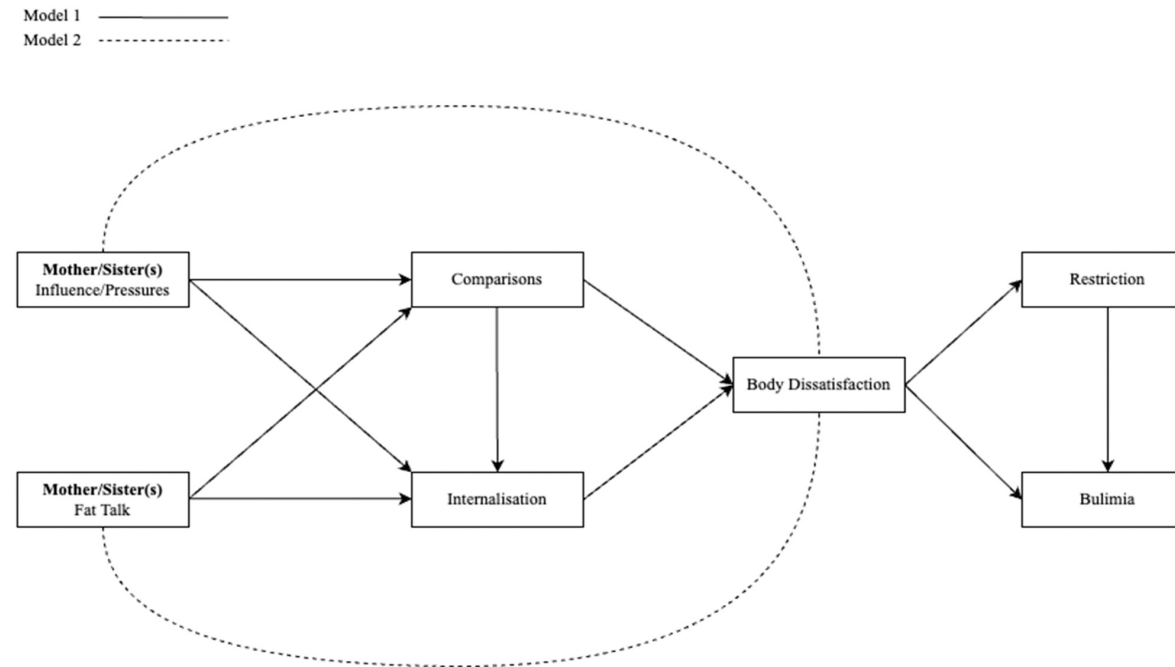 Model 1
Model 2
Mother/Sister(s)
Influence/Pressures
Comparisons
Restriction
Body Dissatisfaction
Mother/Sister(s)
Fat Talk
Internalisation
Bulimia